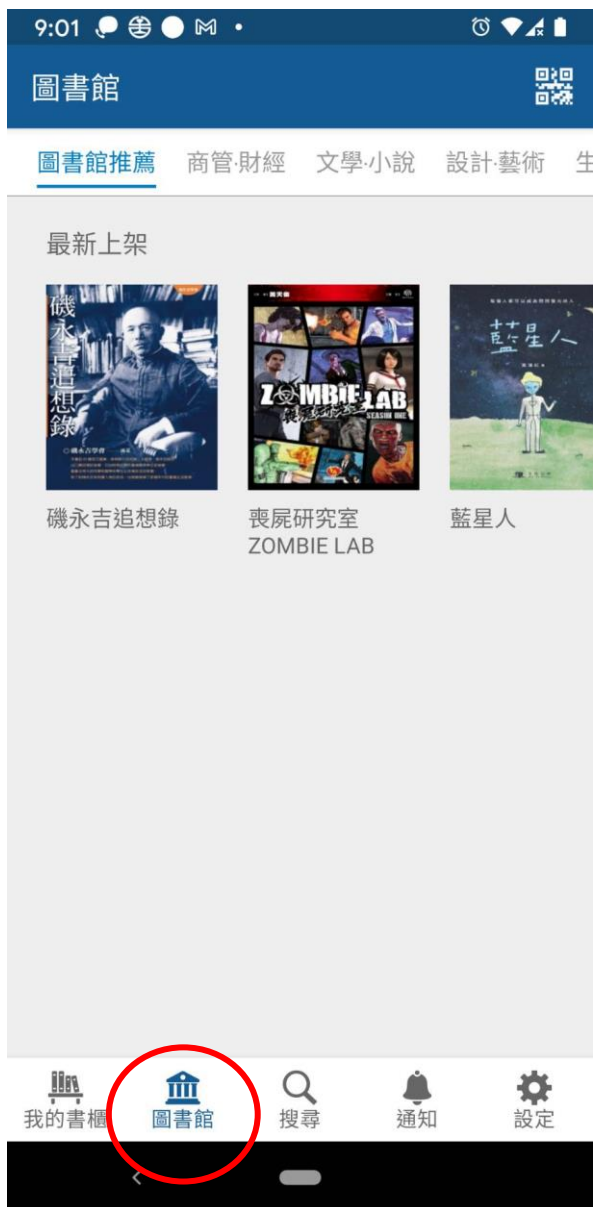 9:01
圖書館
圖書館推薦 商管·財經 文學·小說 設計·藝術 生
最新上架
磯永吉追想錄
ZOMBIE LAB
SEASON ONE
藍星人
磯永吉追想錄
喪屍研究室
ZOMBIE LAB
藍星人
我的書櫃 圖書館 搜尋 通知 設定